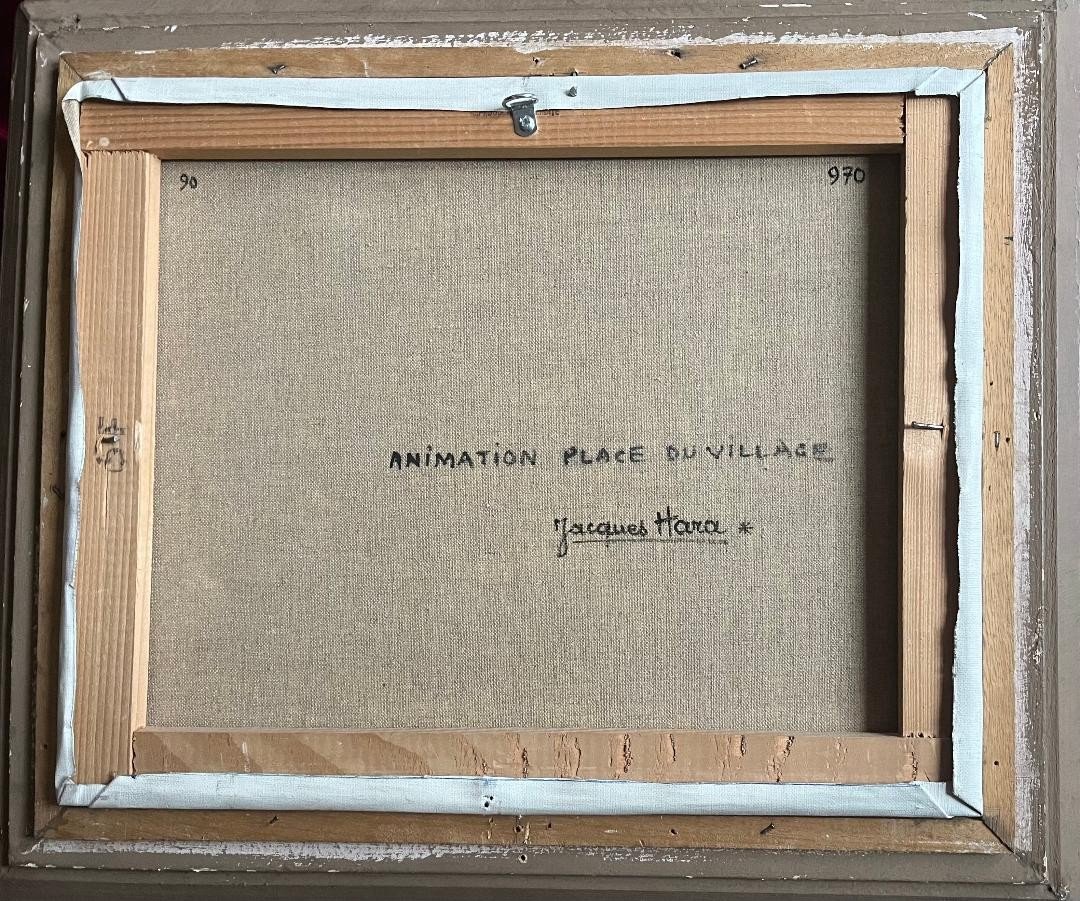 90 970
ANiMATiON PLACE DU ViLLAGE
Jacques Hara *